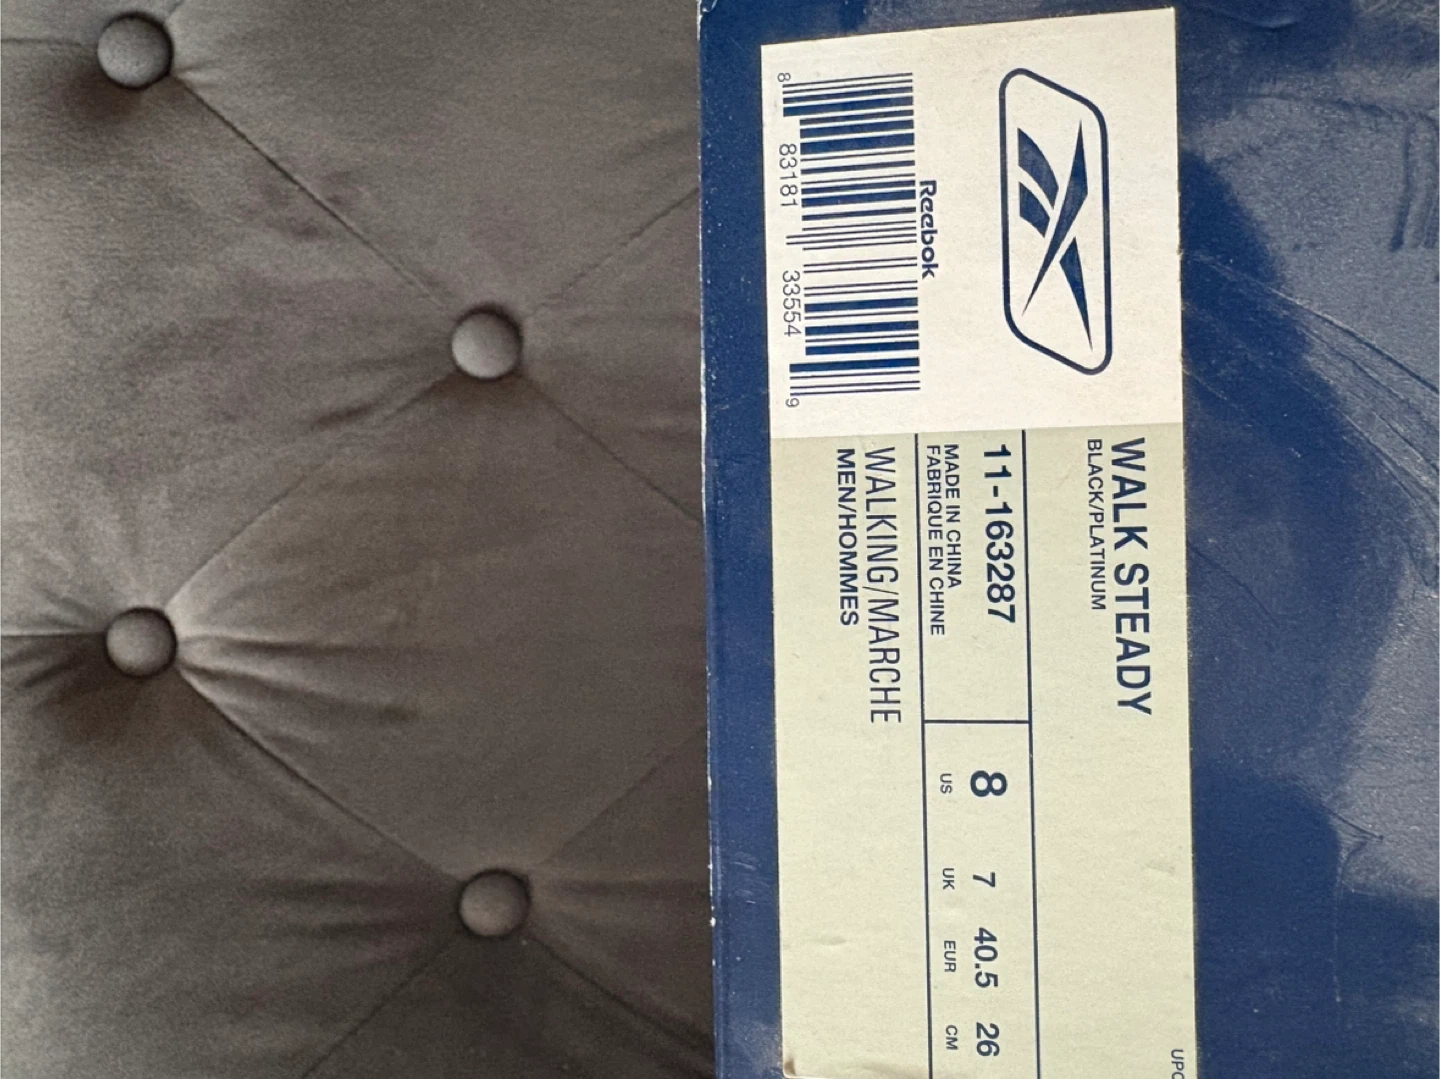 WALK STEADY
BLACK/PLATINUM
11-163287
MADE IN CHINA
FABRIQUE EN CHINE
8 7 40.5 26
US UK EUR CM
WALKING/MARCHE
MEN/HOMMES
Reebok
8 83181 33554 9
UPC